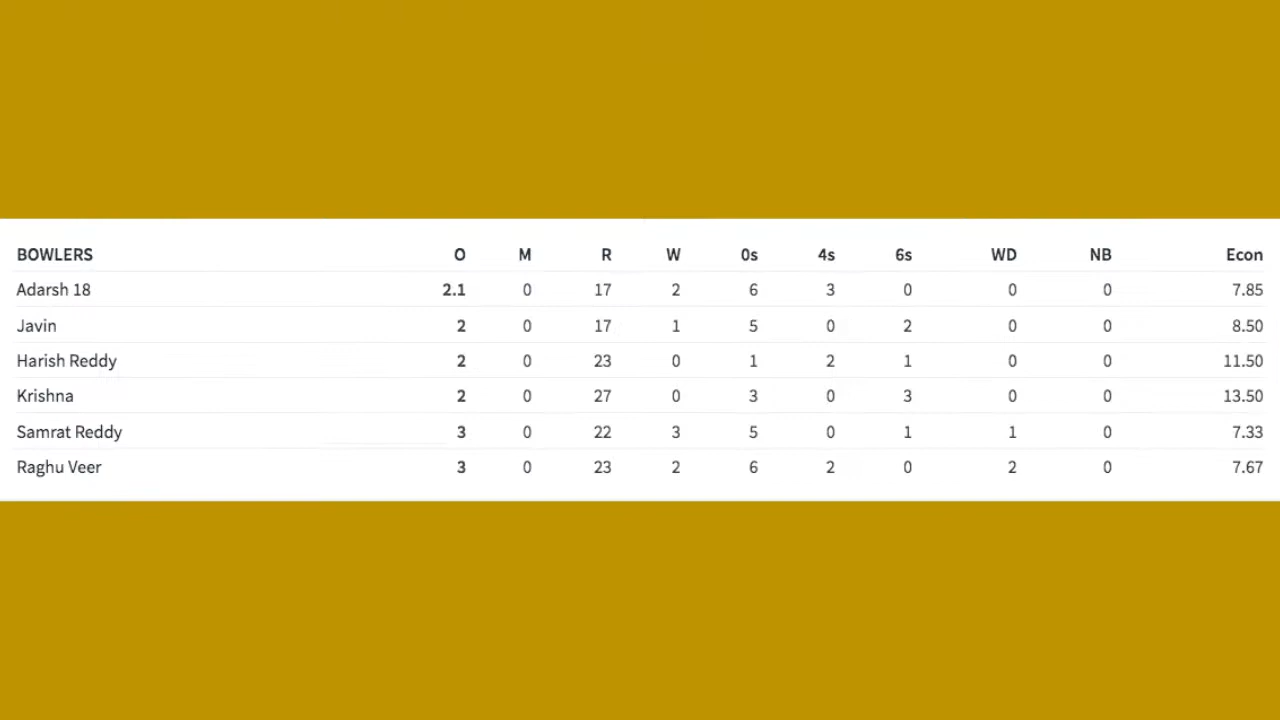 BOWLERS O M R W 0s 4s 6s WD NB Econ
Adarsh 18 2.1 0 17 2 6 3 0 0 0 7.85
Javin 2 0 17 1 5 0 2 0 0 8.50
Harish Reddy 2 0 23 0 1 2 1 0 0 11.50
Krishna 2 0 27 0 3 0 3 0 0 13.50
Samrat Reddy 3 0 22 3 5 0 1 1 0 7.33
Raghu Veer 3 0 23 2 6 2 0 2 0 7.67